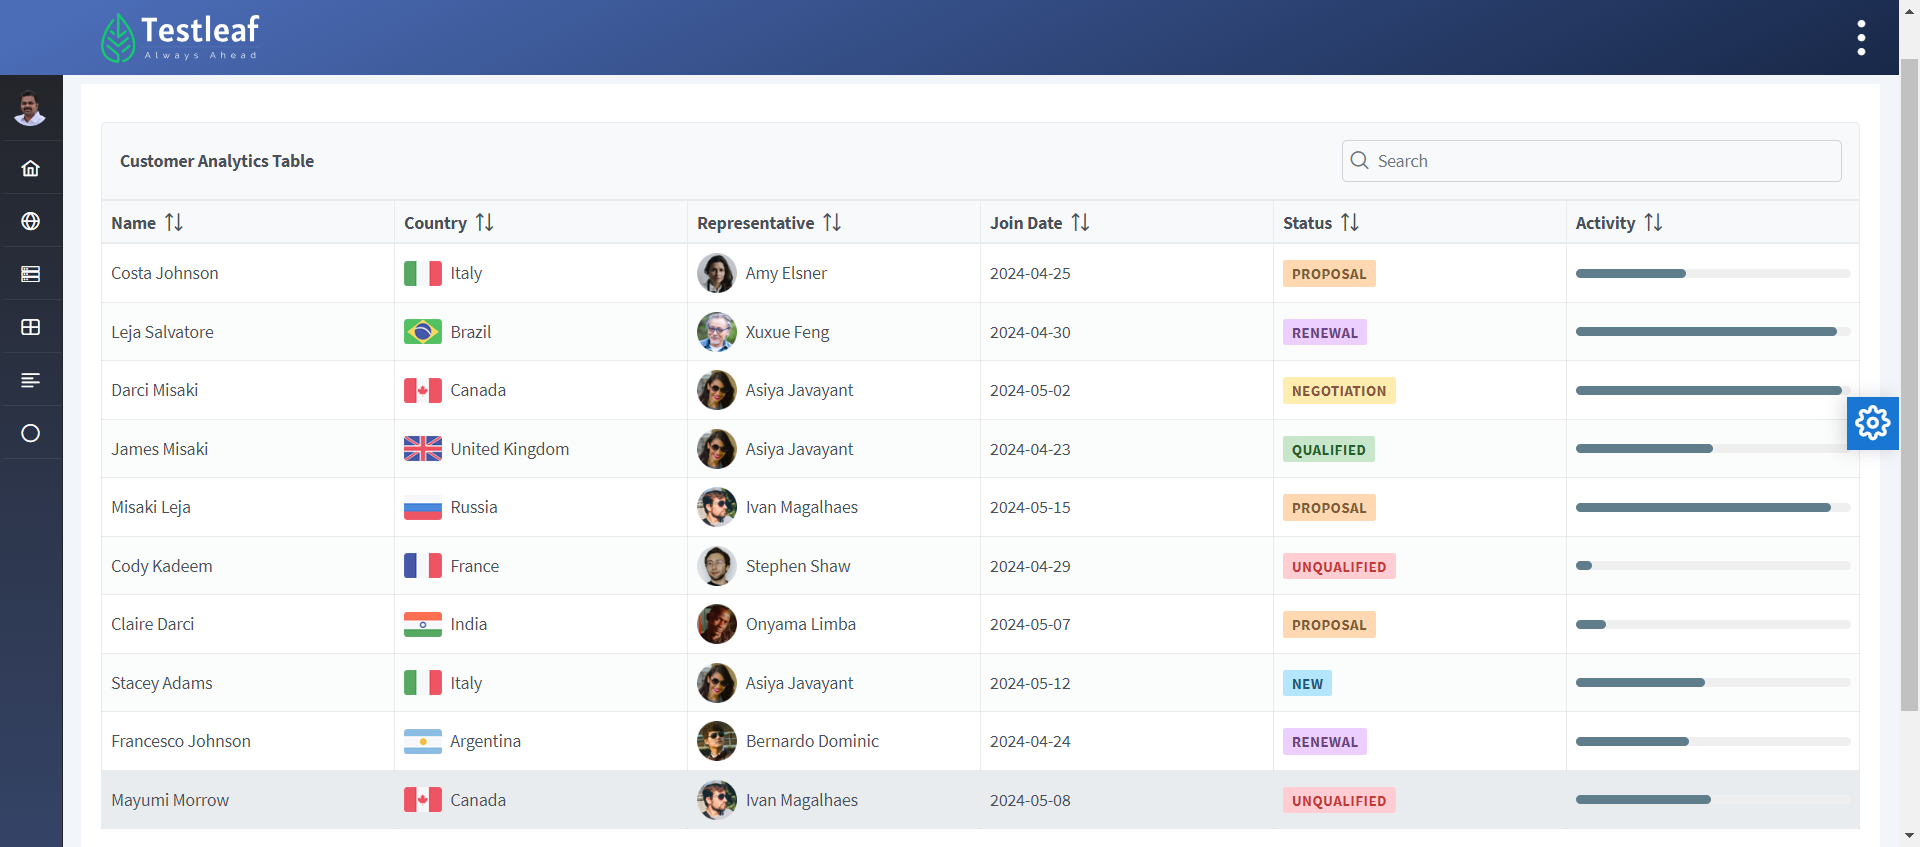 Testleaf
Always Ahead
Customer Analytics Table
Search
Name Country Representative Join Date Status Activity
Costa Johnson Italy Amy Elsner 2024-04-25 PROPOSAL
Leja Salvatore Brazil Xuxue Feng 2024-04-30 RENEWAL
Darci Misaki Canada Asiya Javayant 2024-05-02 NEGOTIATION
James Misaki United Kingdom Asiya Javayant 2024-04-23 QUALIFIED
Misaki Leja Russia Ivan Magalhaes 2024-05-15 PROPOSAL
Cody Kadeem France Stephen Shaw 2024-04-29 UNQUALIFIED
Claire Darci India Onyama Limba 2024-05-07 PROPOSAL
Stacey Adams Italy Asiya Javayant 2024-05-12 NEW
Francesco Johnson Argentina Bernardo Dominic 2024-04-24 RENEWAL
Mayumi Morrow Canada Ivan Magalhaes 2024-05-08 UNQUALIFIED